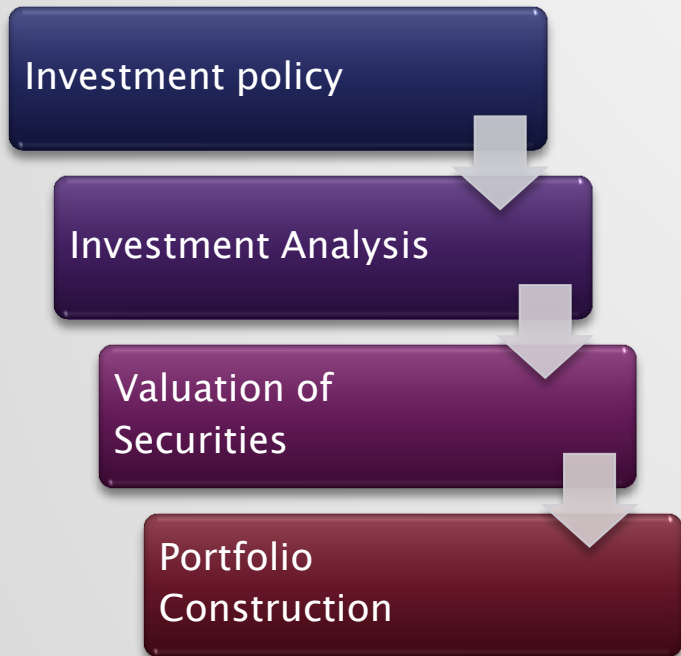 Investment policy
Investment Analysis
Valuation of
Securities
Portfolio
Construction